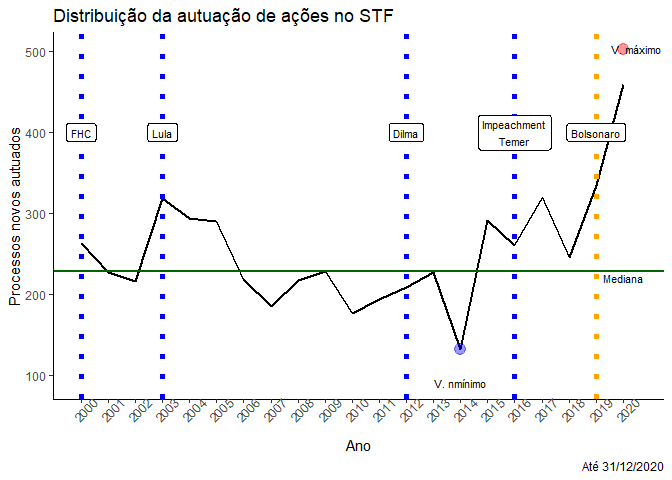 Distribuição da autuação de ações no STF
Processos novos autuados
500
400
300
200
100
V. máximo
FHC
Lula
Dilma
Impeachment
Temer
Bolsonaro
Mediana
V. nmínimo
2000
2001
2002
2003
2004
2005
2006
2007
2008
2009
2010
2011
2012
2013
2014
2015
2016
2017
2018
2019
2020
Ano
Até 31/12/2020